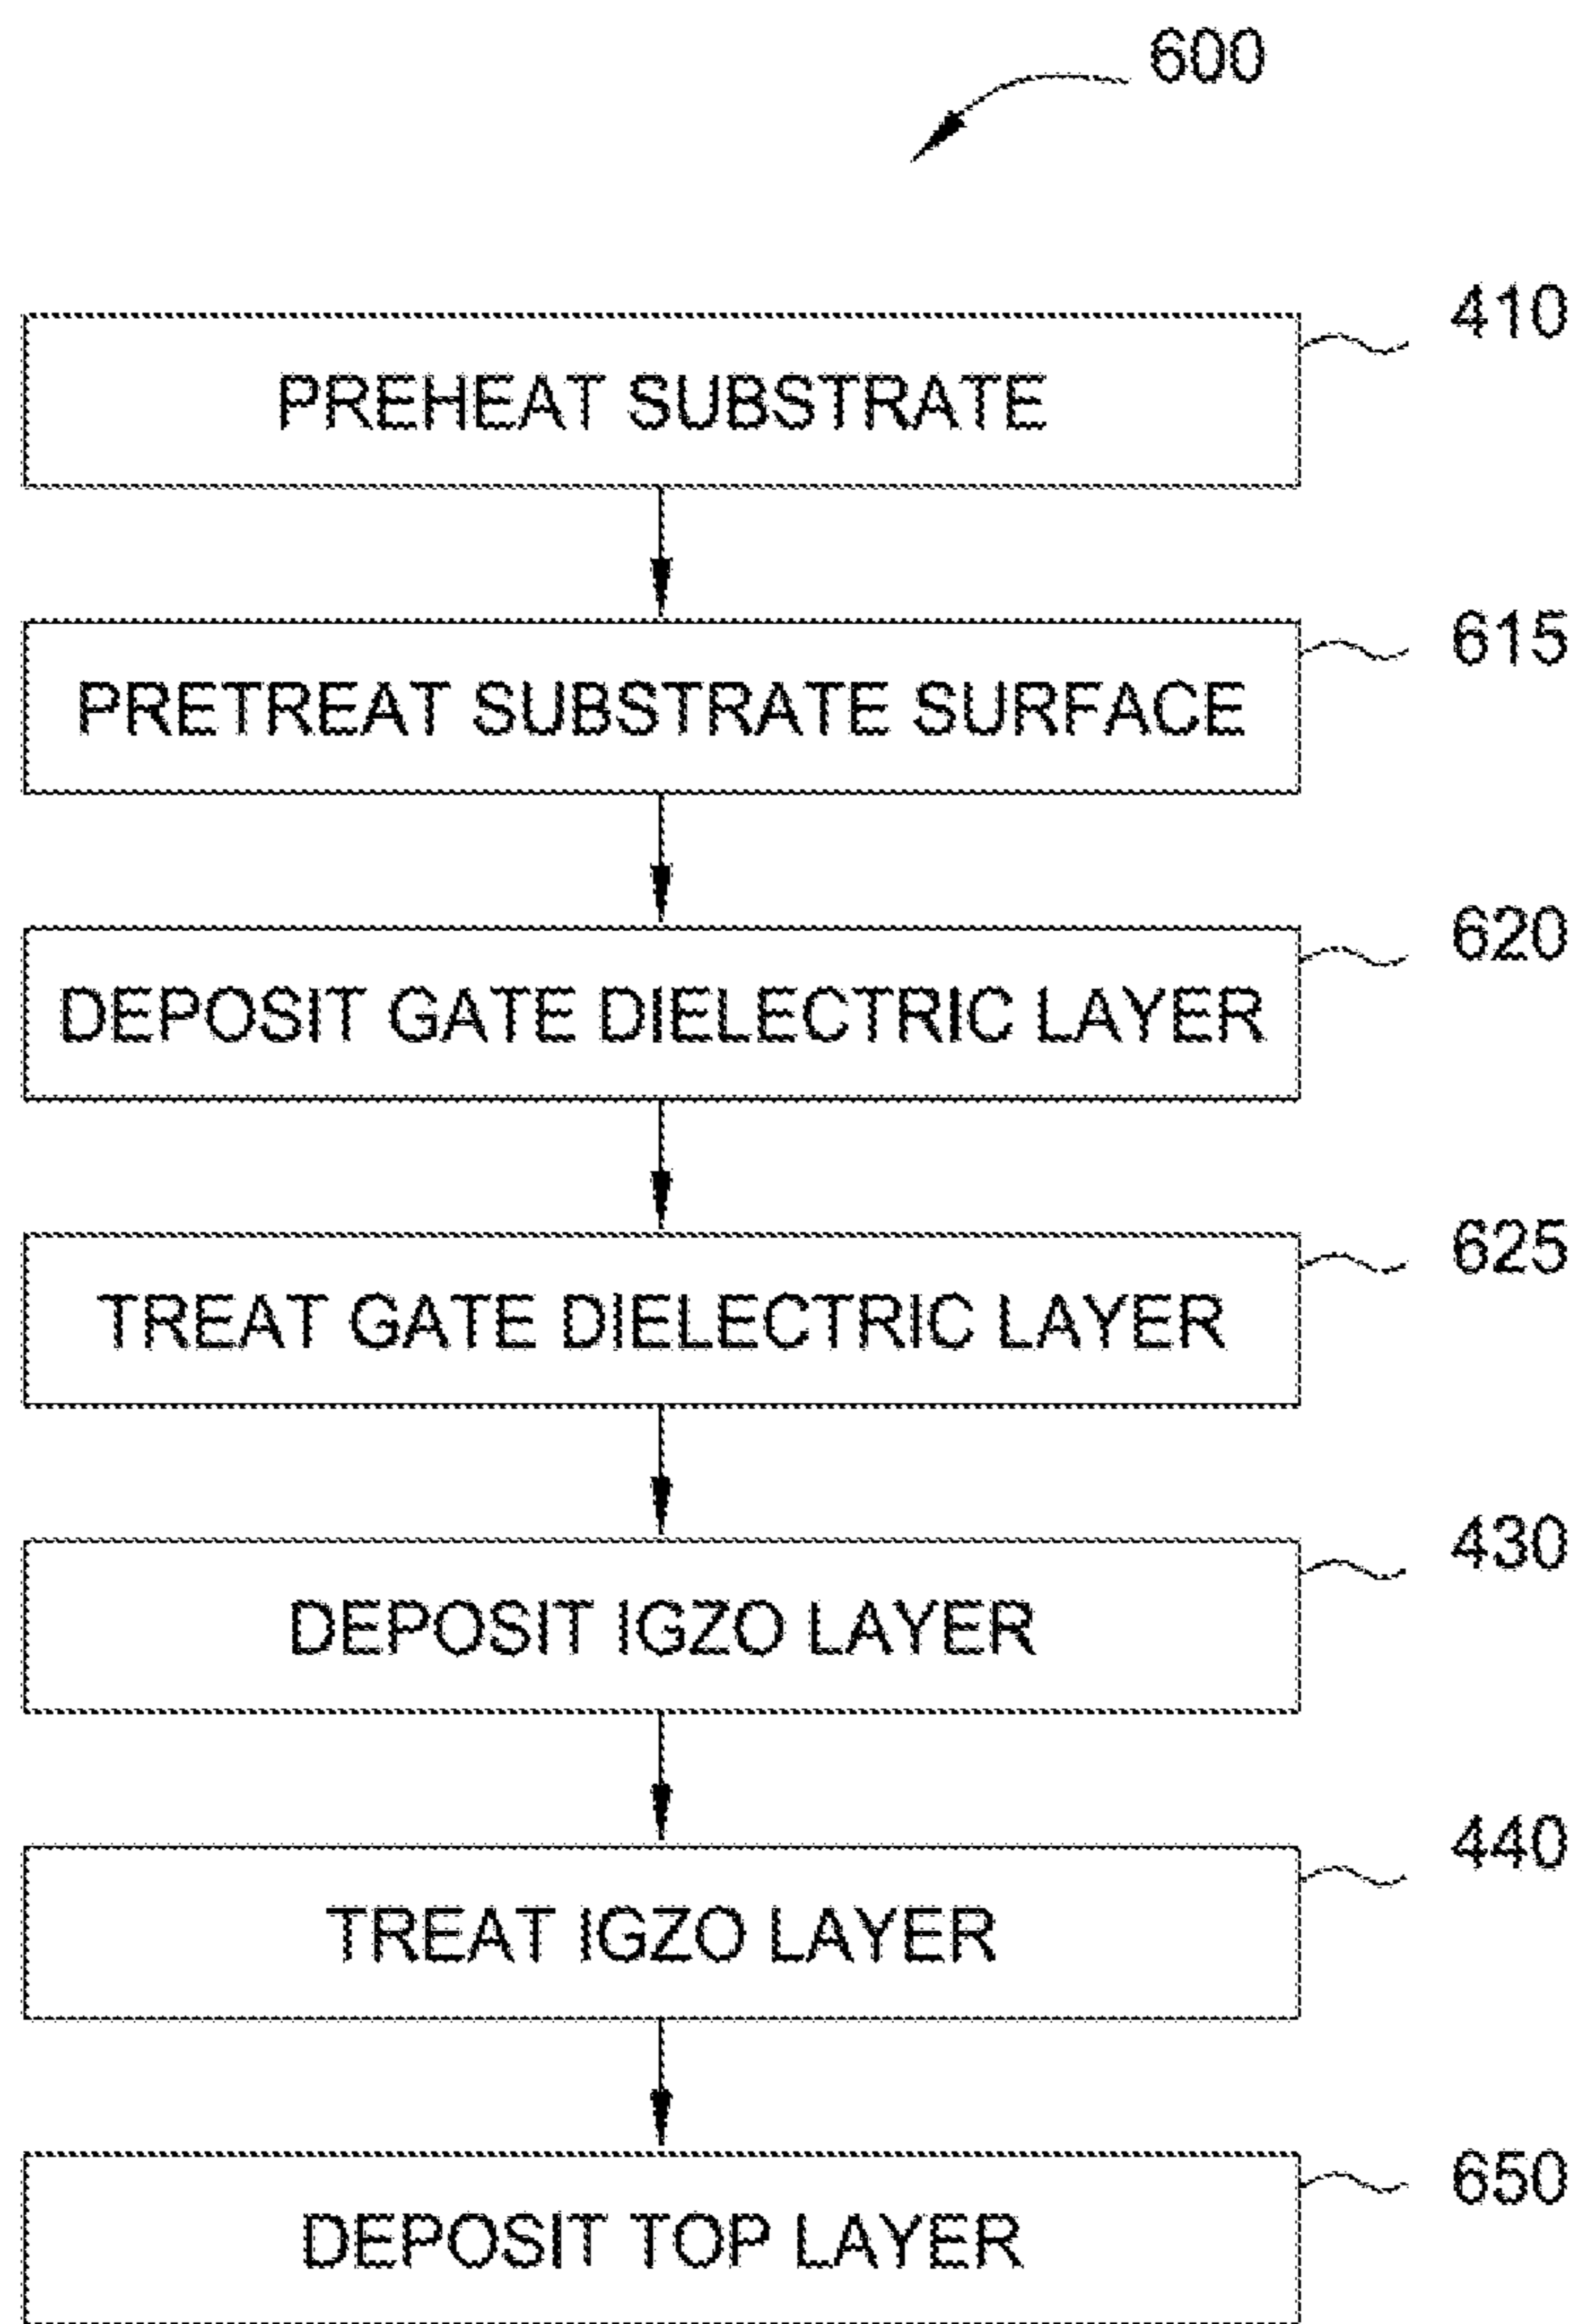 600
PREHEAT SUBSTRATE
410
PRETREAT SUBSTRATE SURFACE
615
DEPOSIT GATE DIELECTRIC LAYER
620
TREAT GATE DIELECTRIC LAYER
625
DEPOSIT IGZO LAYER
430
TREAT IGZO LAYER
440
DEPOSIT TOP LAYER
650